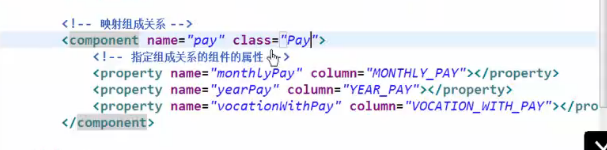 <!-- 映射组成关系 -->
<component name="pay" class="Pay">
<!-- 指定组成关系的组件的属性 -->
<property name="monthlyPay" column="MONTHLY_PAY"></property>
<property name="yearPay" column="YEAR_PAY"></property>
<property name="vocationWithPay" column="VOCATION_WITH_PAY"></pro
</component>